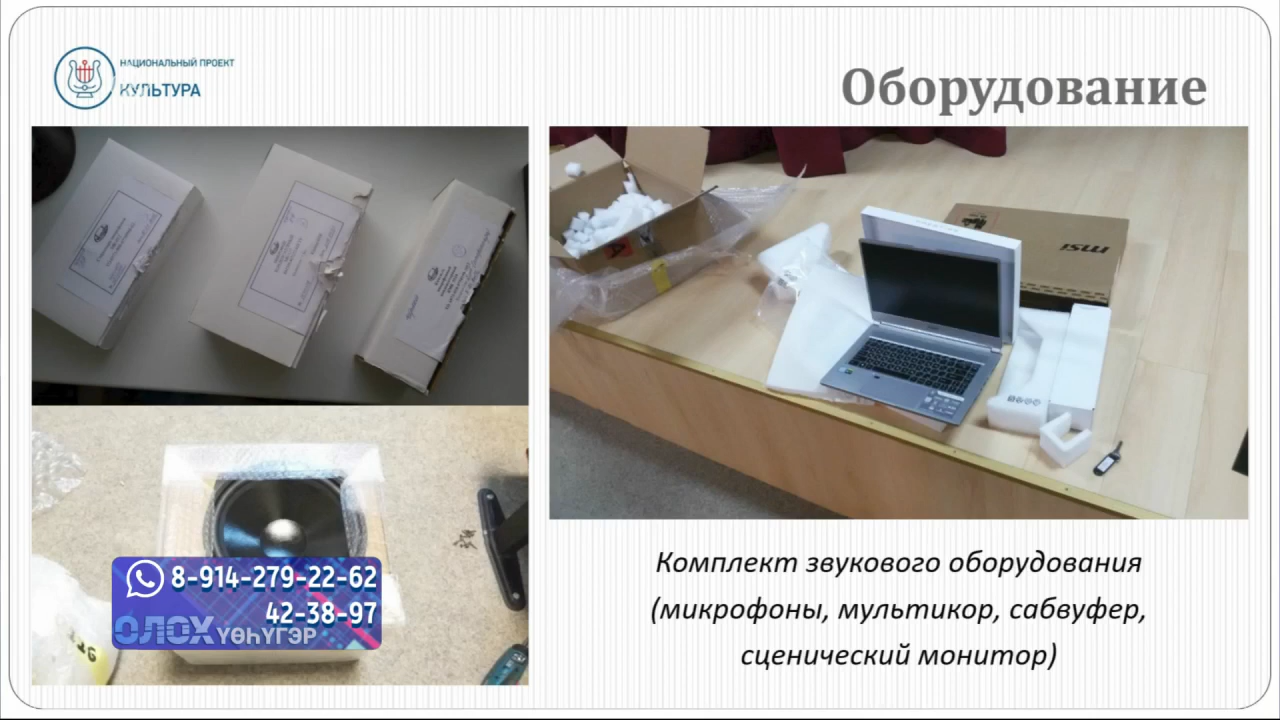 НАЦИОНАЛЬНЫЙ ПРОЕКТ
КУЛЬТУРА
Оборудование
msi
8-914-279-22-62
42-38-97
ОЛОХ ҮӨҺҮГЭР
Комплект звукового оборудования
(микрофоны, мультикор, сабвуфер,
сценический монитор)